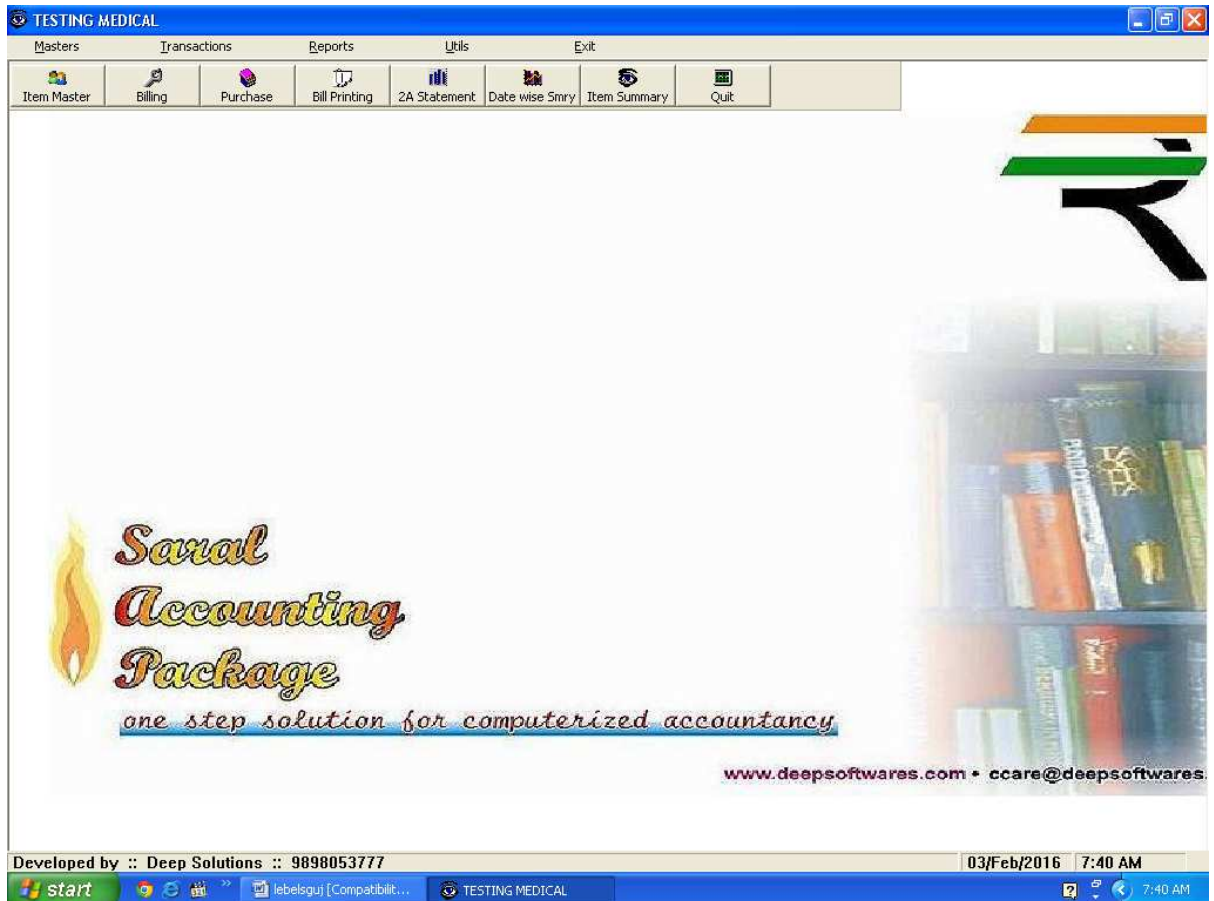 TESTING MEDICAL
Masters Transactions Reports Utils Exit
Item Master Billing Purchase Bill Printing 2A Statement Date wise Smry Item Summary Quit
Saral
Accounting
Package
one step solution for computerized accountancy
www.deepsoftwares.com • ccare@deepsoftwares.
Developed by :: Deep Solutions :: 9898053777 03/Feb/2016 7:40 AM
start lebelsguj [Compatibilit... TESTING MEDICAL 7:40 AM